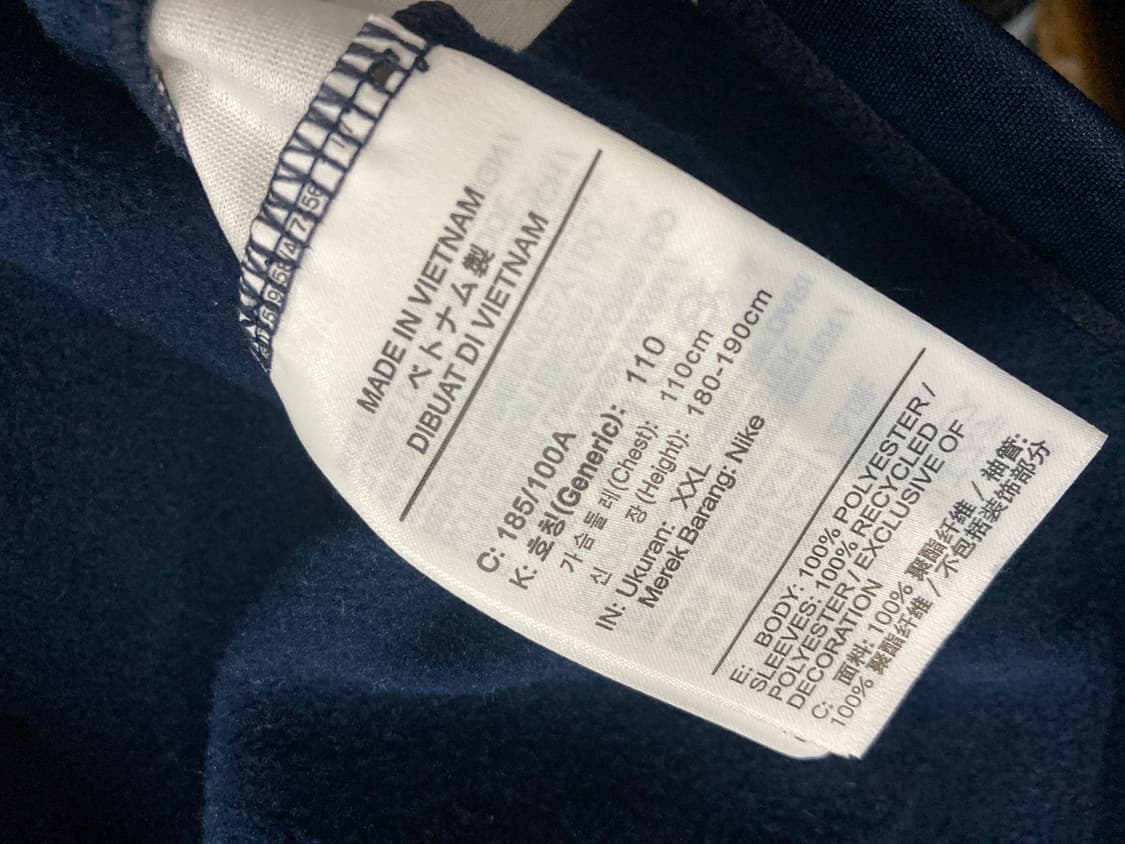 MADE IN VIETNAM
ベトナム製
DIBUAT DI VIETNAM
C: 185/100A
K: 호칭(Generic): 110
가슴둘레(Chest): 110cm
신 장(Height): 180-190cm
IN: Ukuran: XXL
Merek Barang: Nike
E: BODY: 100% POLYESTER /
SLEEVES: 100% RECYCLED
POLYESTER / EXCLUSIVE OF
DECORATION
C: 面料: 100% 聚酯纤维 / 袖管:
100% 聚酯纤维 / 不包括装饰部分